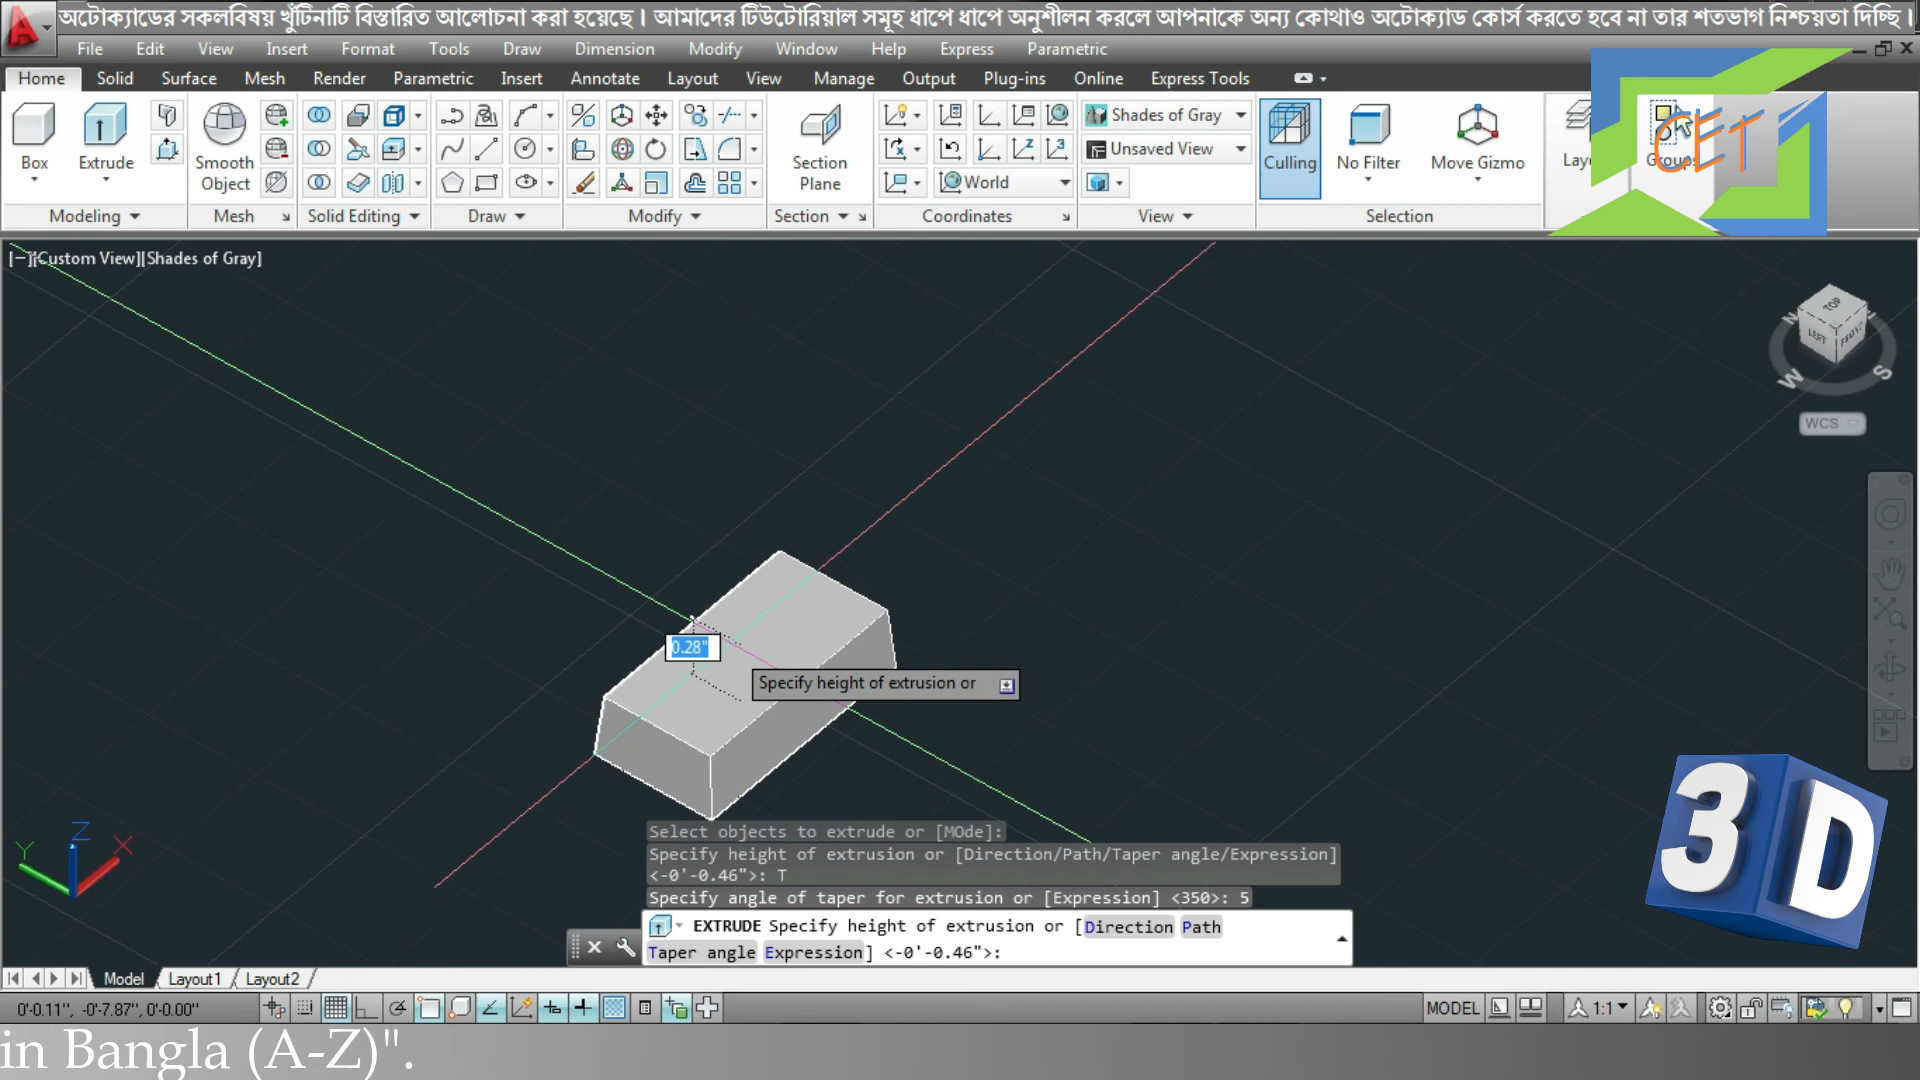 অটোক্যাডের সকলবিষয় খুঁটিনাটি বিস্তারিত আলোচনা করা হয়েছে। আমাদের টিউটোরিয়াল সমূহ ধাপে ধাপে অনুশীলন করলে আপনাকে অন্য কোথাও অটোক্যাড কোর্স করতে হবে না তার শতভাগ নিশ্চয়তা দিচ্ছি।
File Edit View Insert Format Tools Draw Dimension Modify Window Help Express Parametric
Home Solid Surface Mesh Render Parametric Insert Annotate Layout View Manage Output Plug-ins Online Express Tools
Shades of Gray
Unsaved View
World
Box Extrude Smooth Object Section Plane Culling No Filter Move Gizmo Lay Groups
CET
Modeling Mesh Solid Editing Draw Modify Section Coordinates View Selection
[−][Custom View][Shades of Gray]
TOP
LEFT FRONT
N W S
WCS
0.28"
Specify height of extrusion or
Y Z X
3D
Select objects to extrude or [MOde]:
Specify height of extrusion or [Direction/Path/Taper angle/Expression]
<-0'-0.46">: T
Specify angle of taper for extrusion or [Expression] <350>: 5
EXTRUDE Specify height of extrusion or [Direction Path
Taper angle Expression] <-0'-0.46">:
Model Layout1 Layout2
0'-0.11", -0'-7.87", 0'-0.00"
MODEL 1:1
in Bangla (A-Z)".